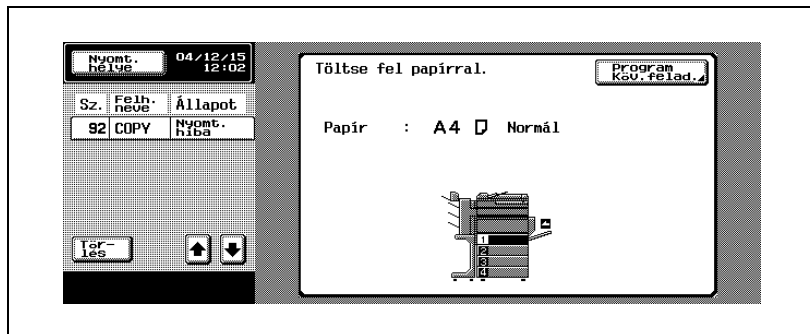 Nyomt.
helye
04/12/15
12:02
Sz. Felh.
neve Állapot
92 COPY Nyomt.
hiba
Tör-
lés
Töltse fel papírral.
Program
Köv.felad.
Papír : A4 Normál
1
2
3
4